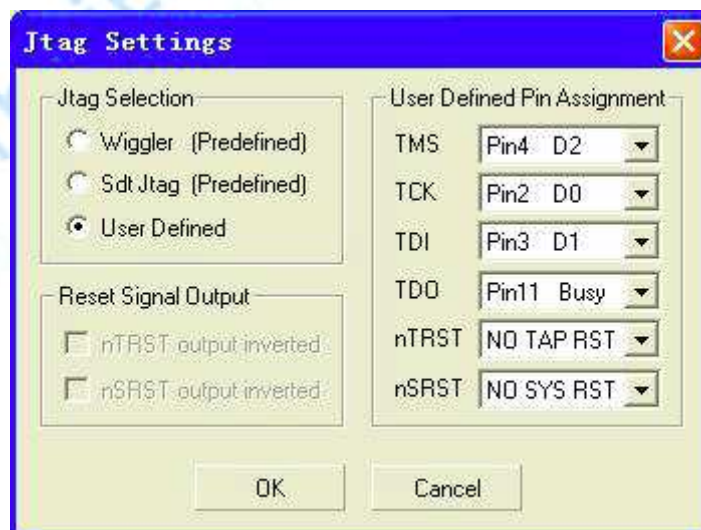 Jtag Settings
Jtag Selection
Wiggler (Predefined)
Sdt Jtag (Predefined)
User Defined
Reset Signal Output
nTRST output inverted
nSRST output inverted
User Defined Pin Assignment
TMS Pin4 D2
TCK Pin2 D0
TDI Pin3 D1
TDO Pin11 Busy
nTRST NO TAP RST
nSRST NO SYS RST
OK
Cancel